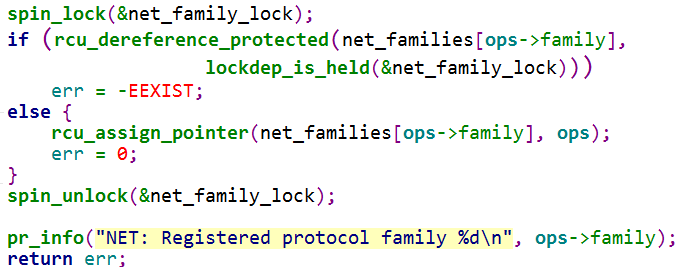 spin_lock(&net_family_lock);
if (rcu_dereference_protected(net_families[ops->family],
                      lockdep_is_held(&net_family_lock)))
    err = -EEXIST;
else {
    rcu_assign_pointer(net_families[ops->family], ops);
    err = 0;
}
spin_unlock(&net_family_lock);

pr_info("NET: Registered protocol family %d\n", ops->family);
return err;